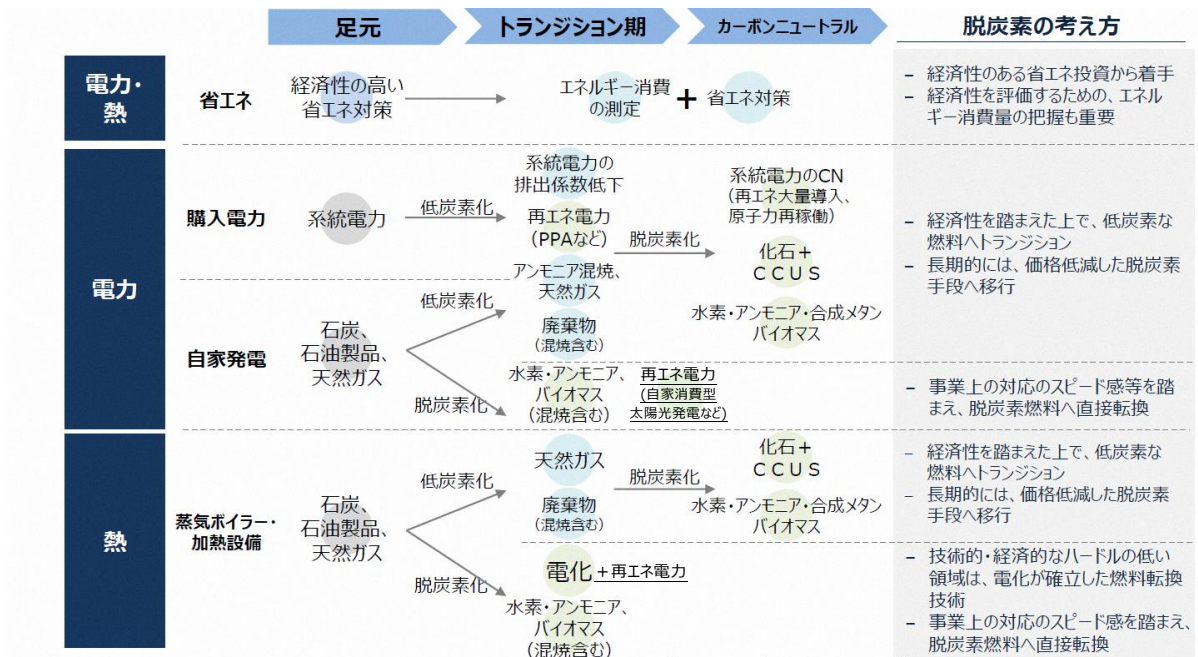 足元
トランジション期
カーボンニュートラル
脱炭素の考え方
電力・
熱
省エネ
経済性の高い
省エネ対策
エネルギー消費
の測定
+
省エネ対策
– 経済性のある省エネ投資から着手
– 経済性を評価するための、エネル
ギー消費量の把握も重要
電力
購入電力
系統電力
低炭素化
系統電力の
排出係数低下
再エネ電力
(PPAなど)
脱炭素化
系統電力のCN
(再エネ大量導入、
原子力再稼働)
化石+
CCUS
水素・アンモニア・合成メタン
バイオマス
– 経済性を踏まえた上で、低炭素な
燃料へトランジション
– 長期的には、価格低減した脱炭素
手段へ移行
自家発電
石炭、
石油製品、
天然ガス
低炭素化
アンモニア混焼、
天然ガス
廃棄物
(混焼含む)
脱炭素化
水素・アンモニア、
バイオマス
(混焼含む)
再エネ電力
(自家消費型
太陽光発電など)
– 事業上の対応のスピード感等を踏
まえ、脱炭素燃料へ直接転換
熱
蒸気ボイラー・
加熱設備
石炭、
石油製品、
天然ガス
低炭素化
天然ガス
廃棄物
(混焼含む)
脱炭素化
化石+
CCUS
水素・アンモニア・合成メタン
バイオマス
– 経済性を踏まえた上で、低炭素な
燃料へトランジション
– 長期的には、価格低減した脱炭素
手段へ移行
脱炭素化
電化+再エネ電力
水素・アンモニア、
バイオマス
(混焼含む)
– 技術的・経済的なハードルの低い
領域は、電化が確立した燃料転換
技術
– 事業上の対応のスピード感を踏まえ、
脱炭素燃料へ直接転換